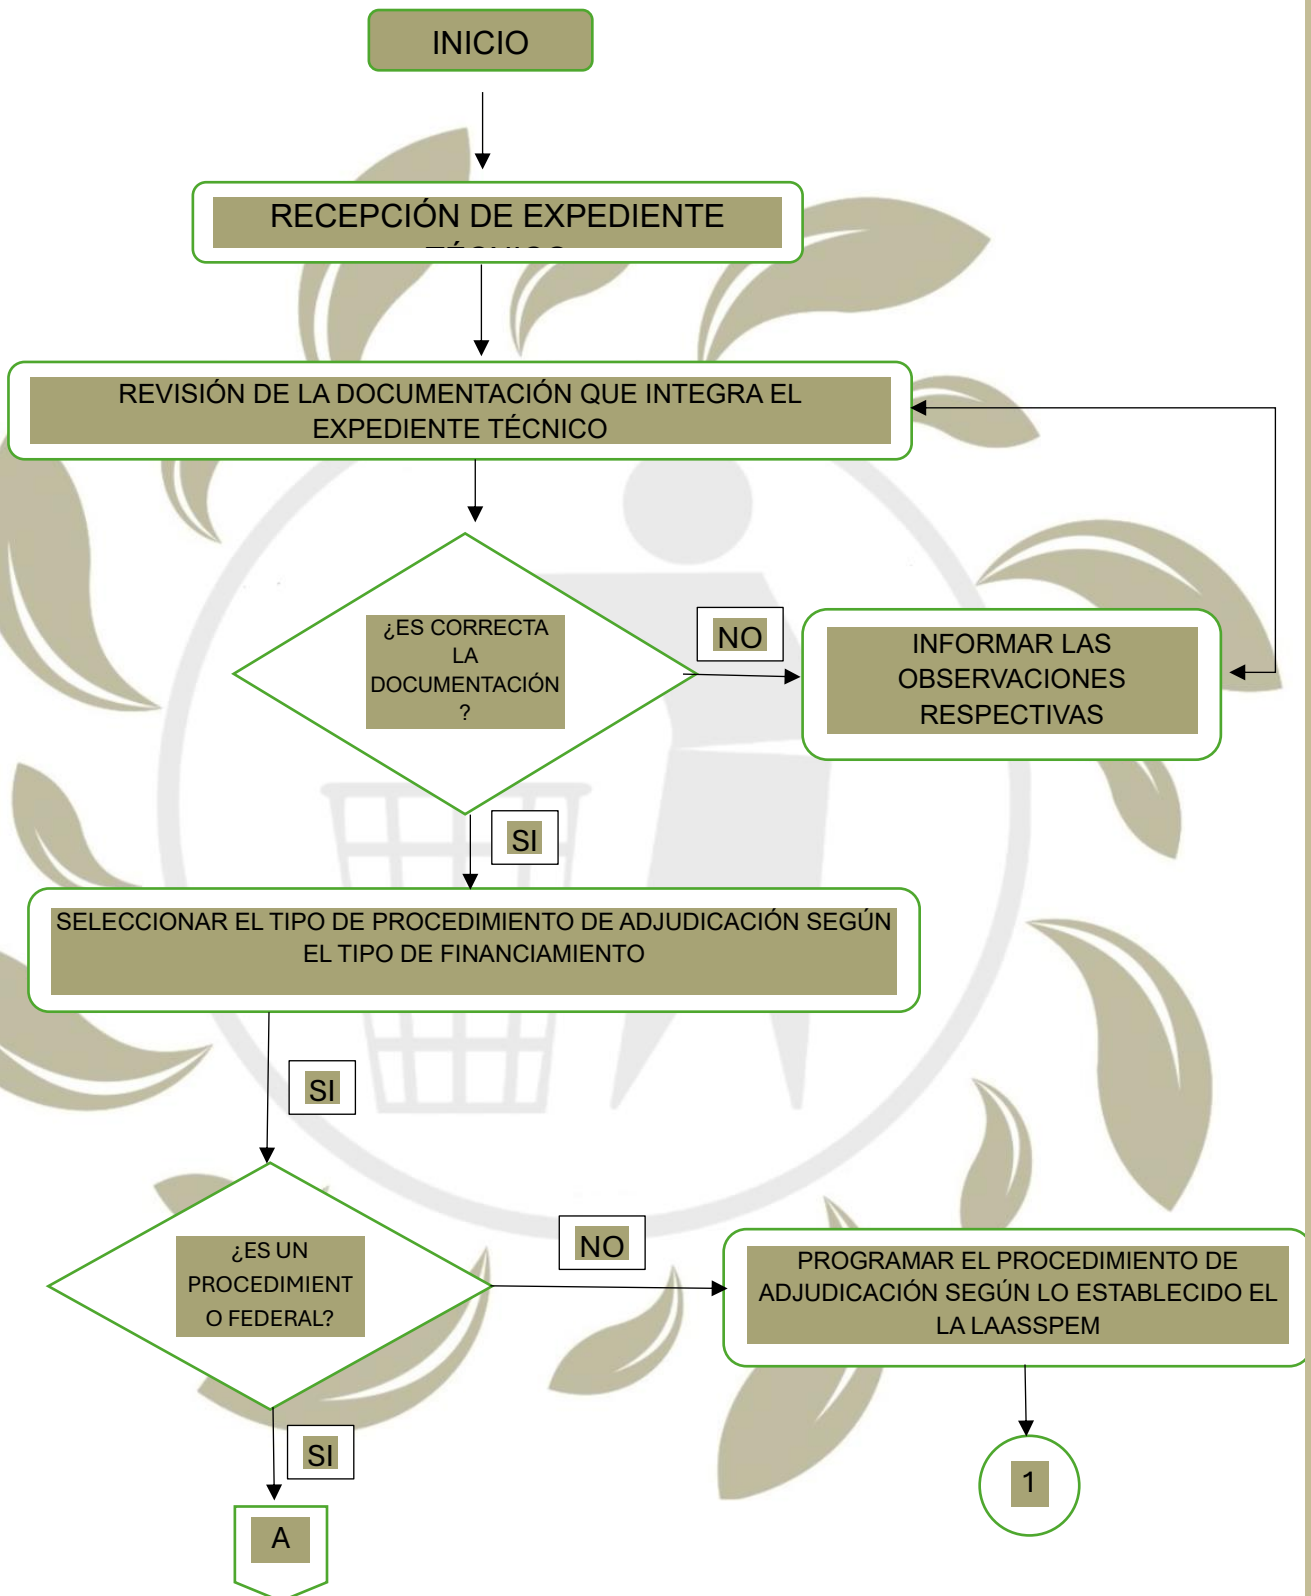 INICIO
RECEPCIÓN DE EXPEDIENTE
REVISIÓN DE LA DOCUMENTACIÓN QUE INTEGRA EL
EXPEDIENTE TÉCNICO
¿ES CORRECTA
LA
DOCUMENTACIÓN
?
NO
INFORMAR LAS
OBSERVACIONES
RESPECTIVAS
SI
SELECCIONAR EL TIPO DE PROCEDIMIENTO DE ADJUDICACIÓN SEGÚN
EL TIPO DE FINANCIAMIENTO
SI
¿ES UN
PROCEDIMIENT
O FEDERAL?
NO
PROGRAMAR EL PROCEDIMIENTO DE
ADJUDICACIÓN SEGÚN LO ESTABLECIDO EL
LA LAASSPEM
SI
1
A